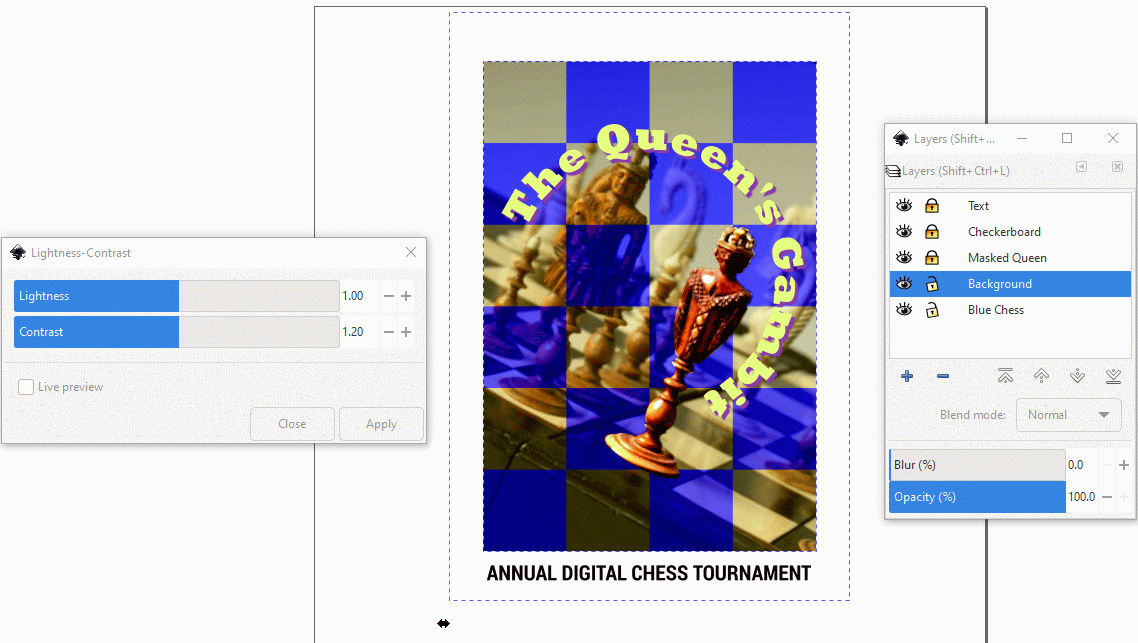 Lightness-Contrast
Lightness
1.00
Contrast
1.20
Live preview
Close
Apply
The Queen's Gambit
ANNUAL DIGITAL CHESS TOURNAMENT
Layers (Shift+...
Layers (Shift+Ctrl+L)
Text
Checkerboard
Masked Queen
Background
Blue Chess
Blend mode:
Normal
Blur (%)
0.0
Opacity (%)
100.0